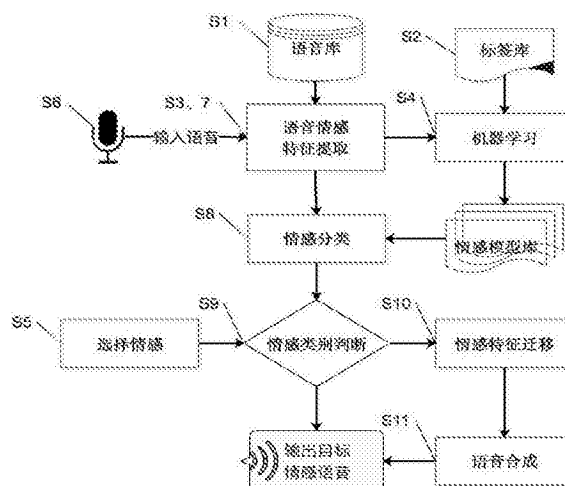 S1
语音库
S2
标签库
S6
S3、7
S4
输入语音
语音情感
特征提取
机器学习
S8
情感分类
情感模型库
S5
S9
S10
选择情感
情感类别判断
情感特征迁移
S11
输出目标
情感语音
语音合成